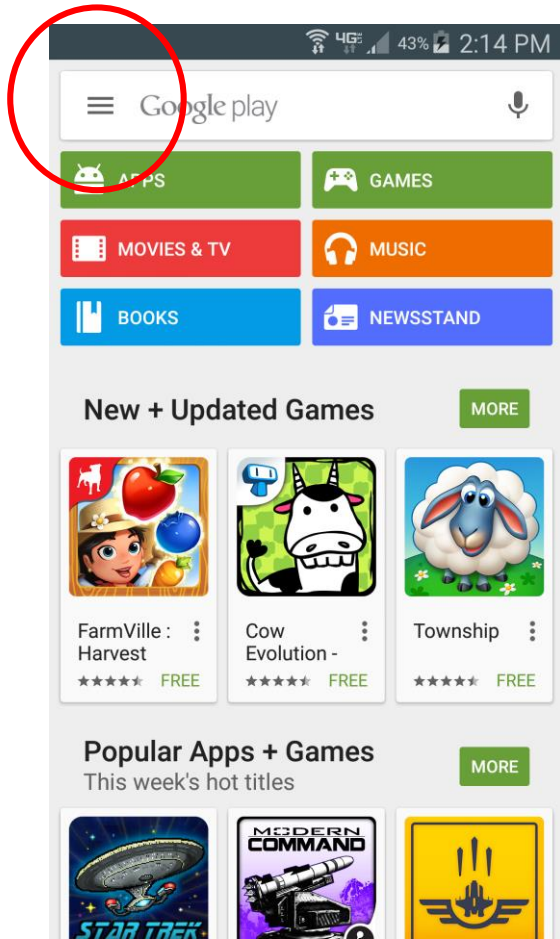 4G 43% 2:14 PM
Google play
APPS
GAMES
MOVIES & TV
MUSIC
BOOKS
NEWSSTAND
New + Updated Games
MORE
FarmVille : Harvest
FREE
Cow Evolution -
FREE
Township
FREE
Popular Apps + Games
MORE
This week's hot titles
STAR TREK
MODERN
COMMAND